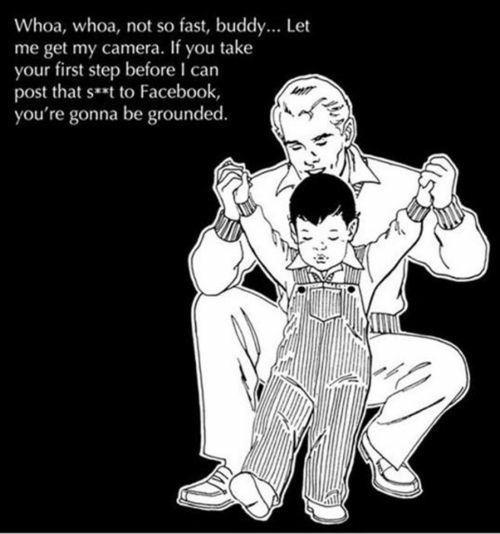 Whoa, whoa, not so fast, buddy... Let
me get my camera. If you take
your first step before I can
post that s**t to Facebook,
you're gonna be grounded.